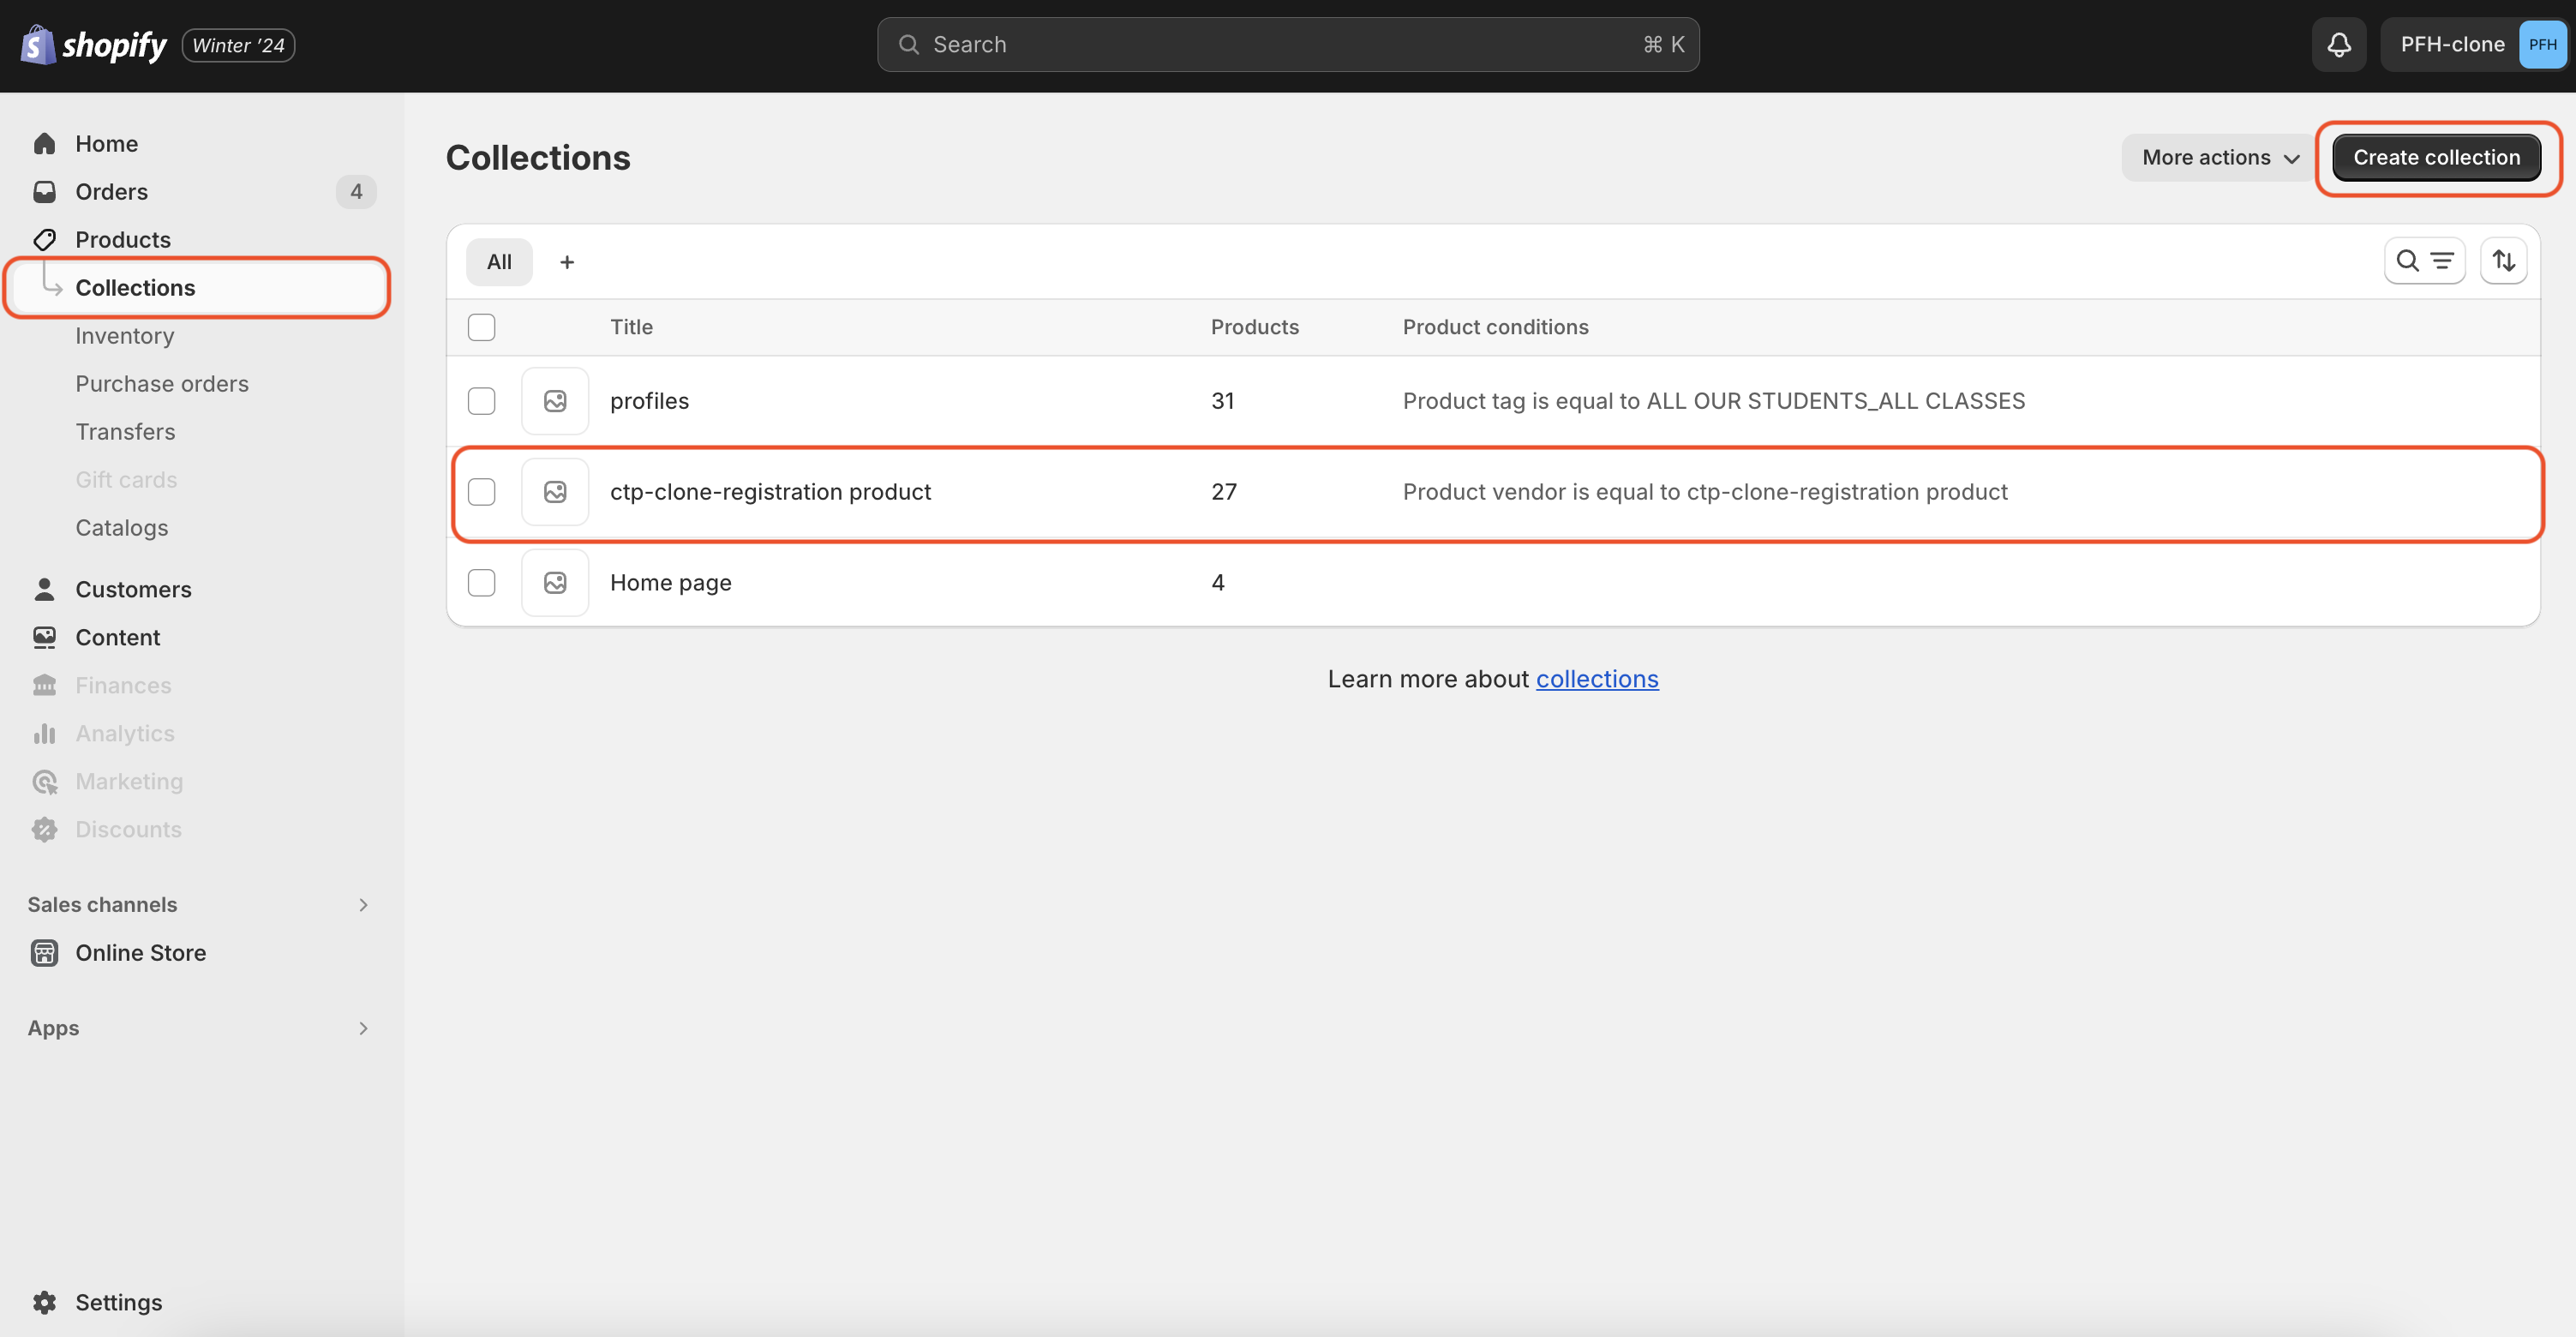 shopify Winter '24
Search ⌘ K
PFH-clone PFH
Home
Orders 4
Products
Collections
Inventory
Purchase orders
Transfers
Gift cards
Catalogs
Customers
Content
Finances
Analytics
Marketing
Discounts
Sales channels
Online Store
Apps
Settings
Collections
More actions Create collection
All +
Title Products Product conditions
profiles 31 Product tag is equal to ALL OUR STUDENTS_ALL CLASSES
ctp-clone-registration product 27 Product vendor is equal to ctp-clone-registration product
Home page 4
Learn more about collections